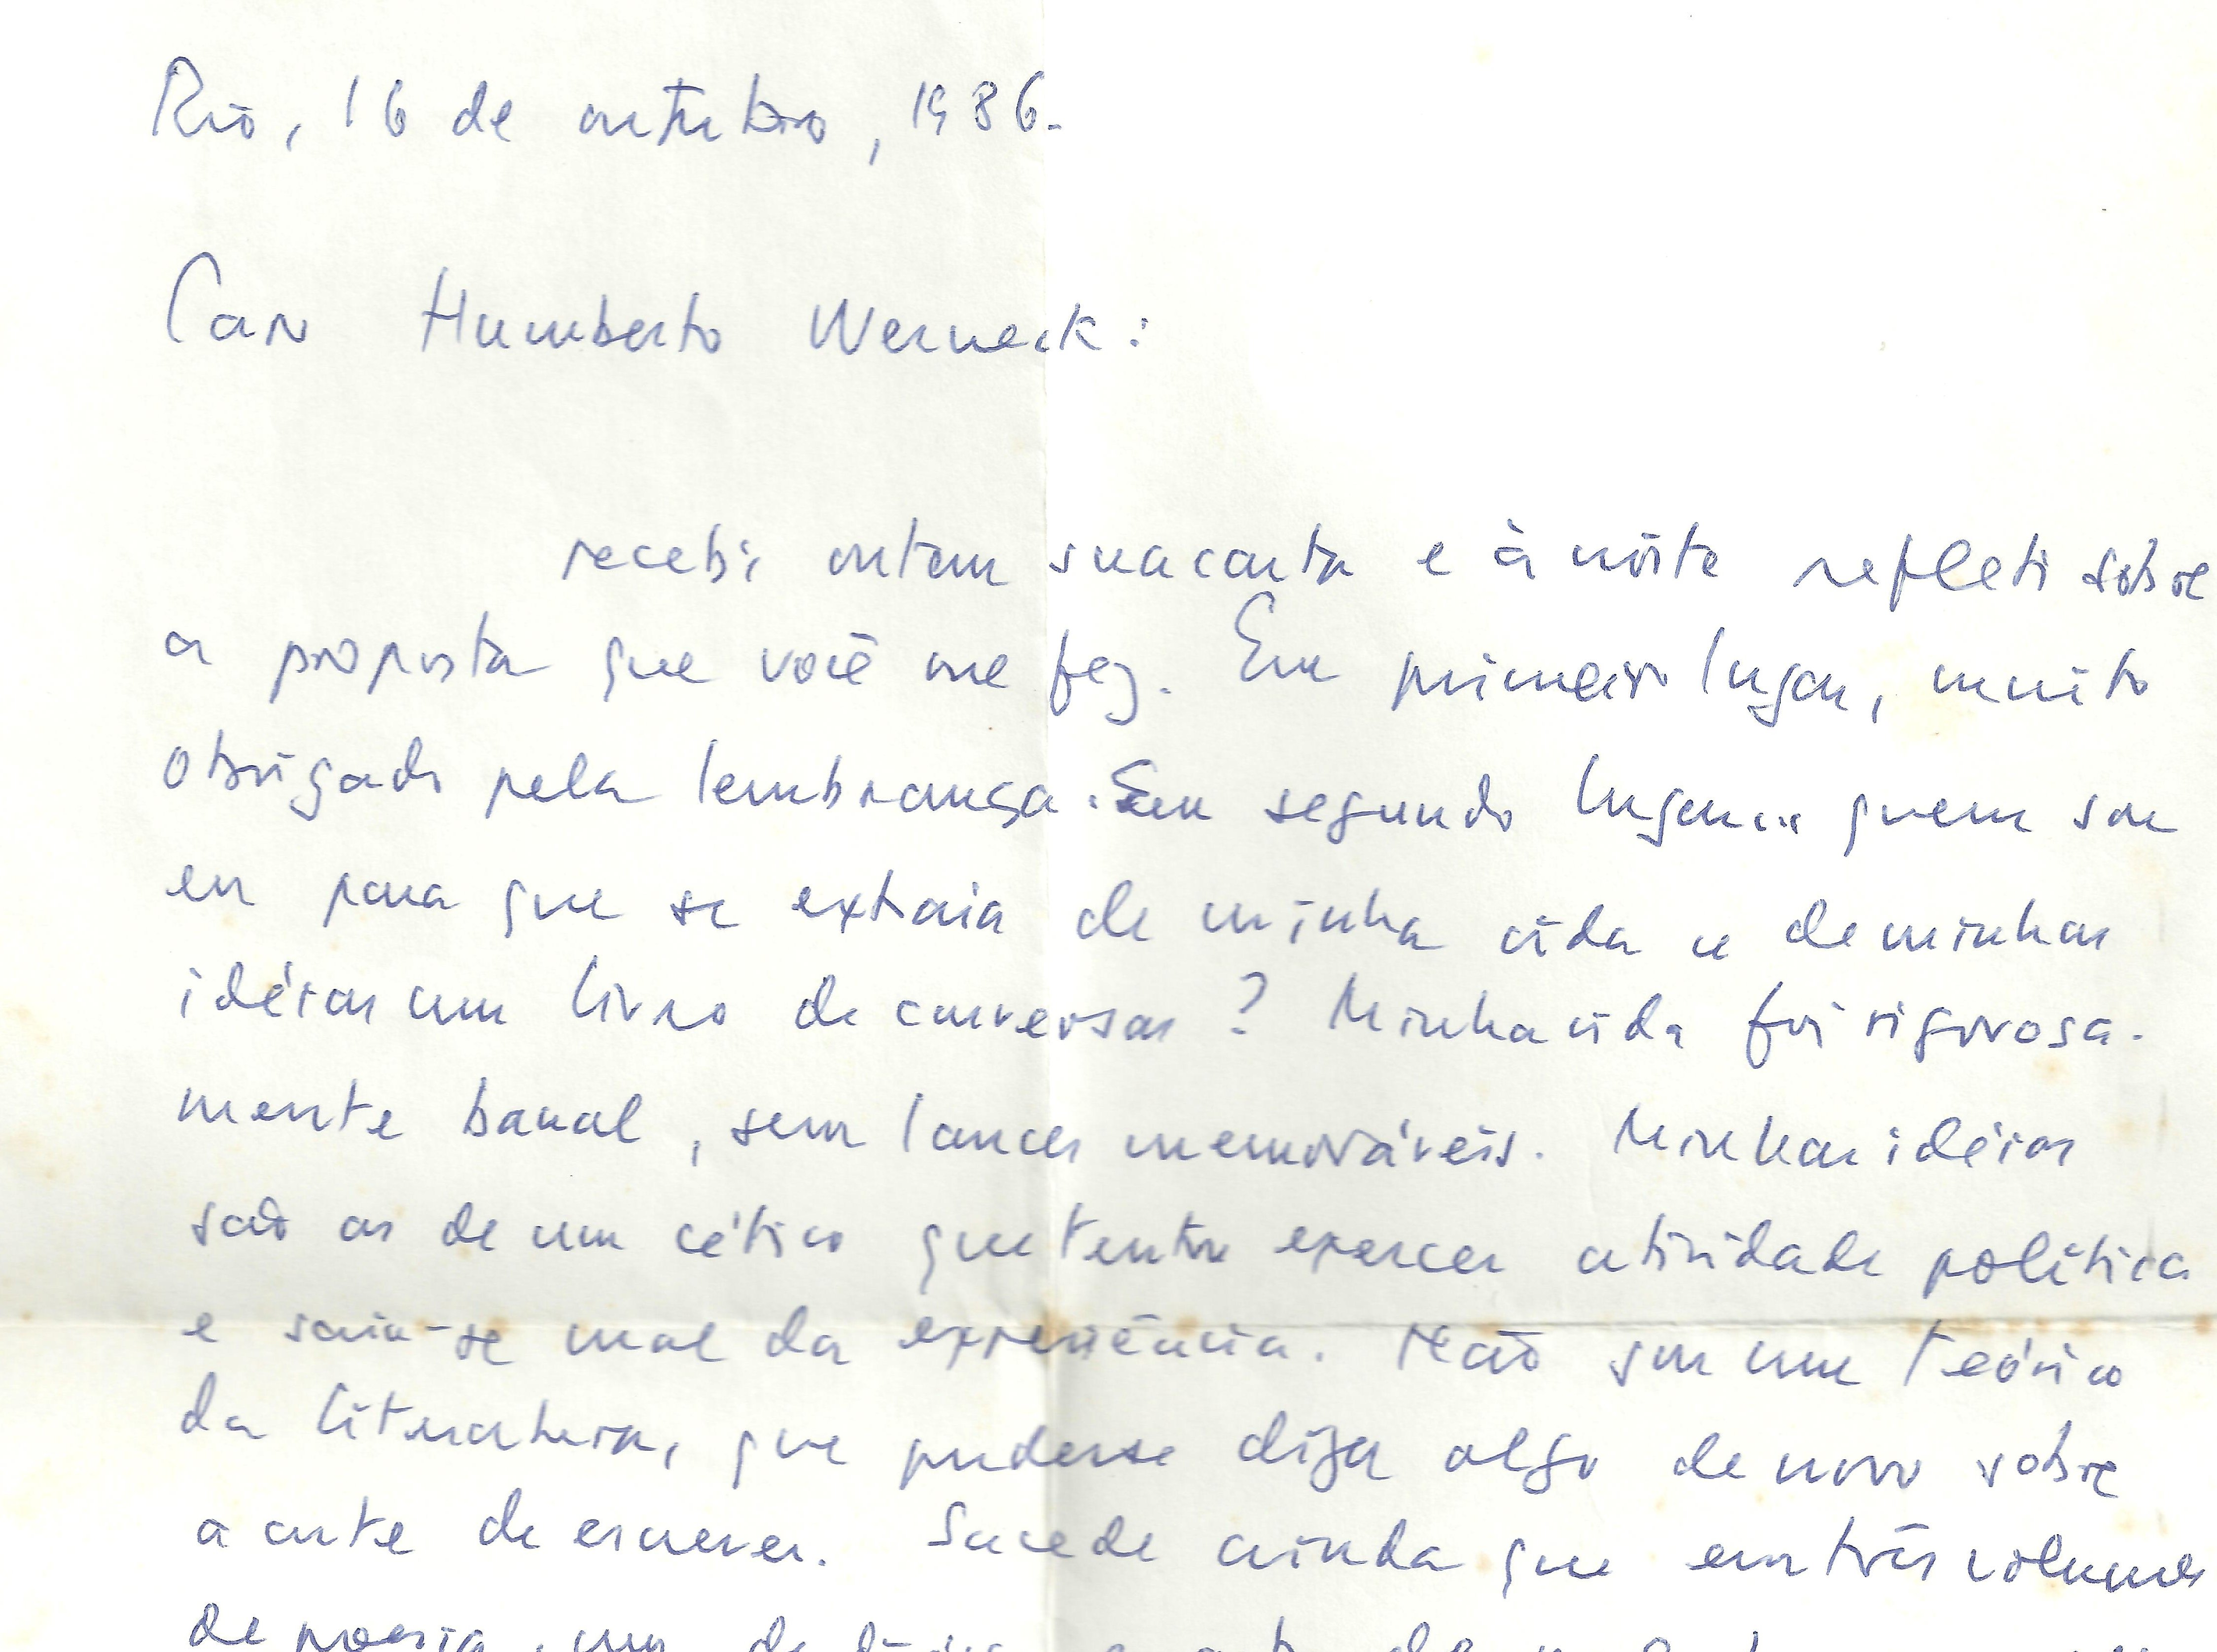 Rio, 16 de outubro, 1986.
Caro Humberto Werneck:
recebi ontem sua carta e à noite refleti sobre
a proposta que você me fez. Em primeiro lugar, muito
obrigado pela lembrança. Em segundo lugar... quem sou
eu para que se extraia de minha vida e de minhas
idéias um livro de conversas? Minha vida foi rigorosa-
mente banal, sem lances memoráveis. Minhas idéias
são as de um cético que tentou exercer atividade política
e saiu-se mal da experiência. Não sou um teórico
da literatura, que pudesse dizer algo de novo sobre
a arte de escrever. Sucede ainda que em três volumes
de poesia, um de